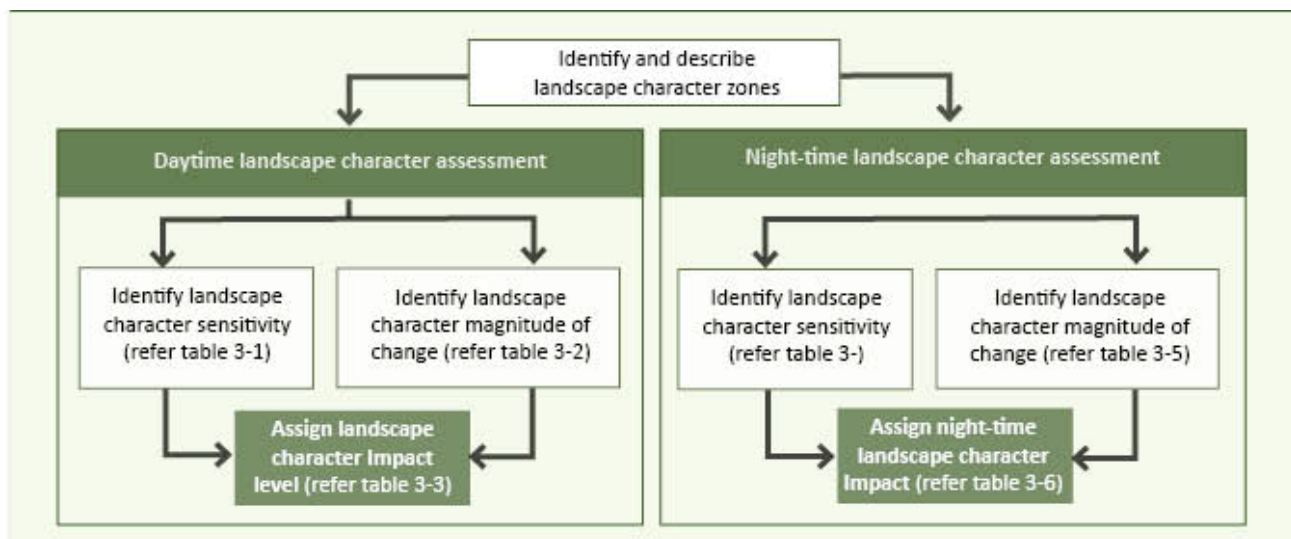 Identify and describe
landscape character zones
Daytime landscape character assessment
Identify landscape
character sensitivity
(refer table 3-1)
Identify landscape
character magnitude of
change (refer table 3-2)
Assign landscape
character Impact
level (refer table 3-3)
Night-time landscape character assessment
Identify landscape
character sensitivity
(refer table 3-)
Identify landscape
character magnitude of
change (refer table 3-5)
Assign night-time
landscape character
Impact (refer table 3-6)